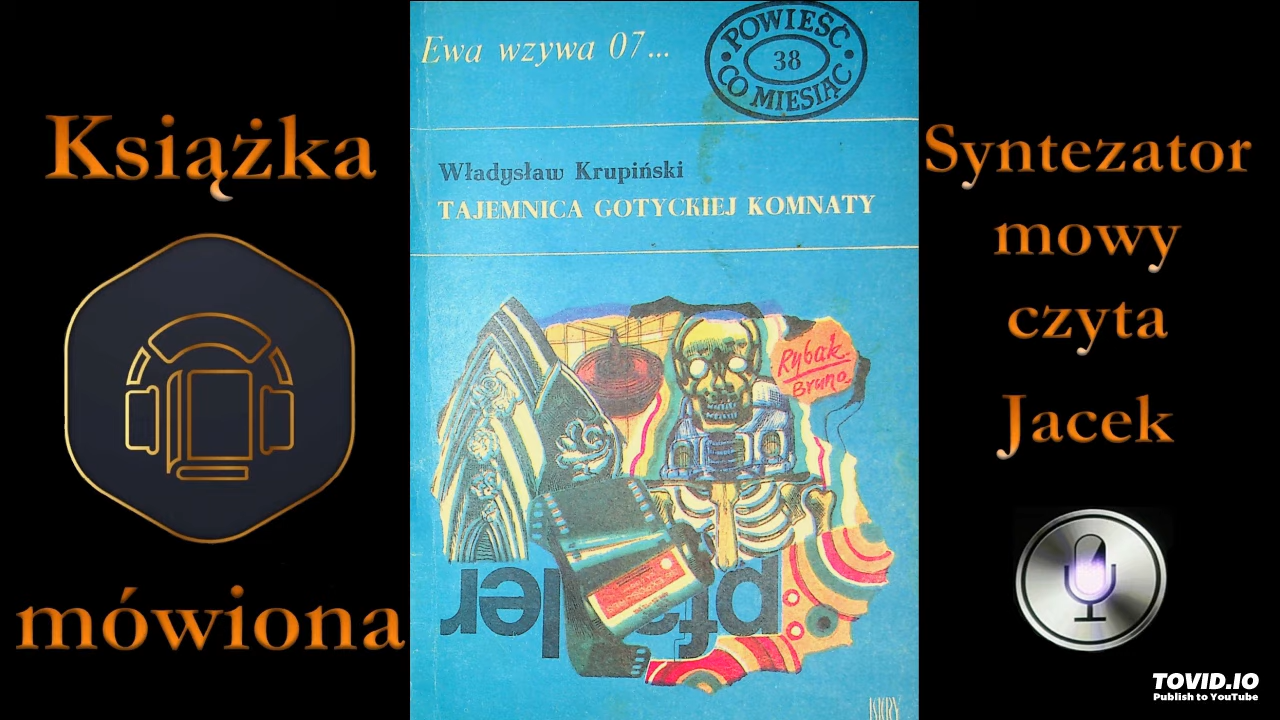 Książka
mówiona
Ewa wzywa 07...
POWIEŚĆ
38
CO MIESIĄC
Władysław Krupiński
TAJEMNICA GOTYCKIEJ KOMNATY
Rybak
Bruno
ISKRY
Syntezator
mowy
czyta
Jacek
TOVID.IO
Publish to YouTube